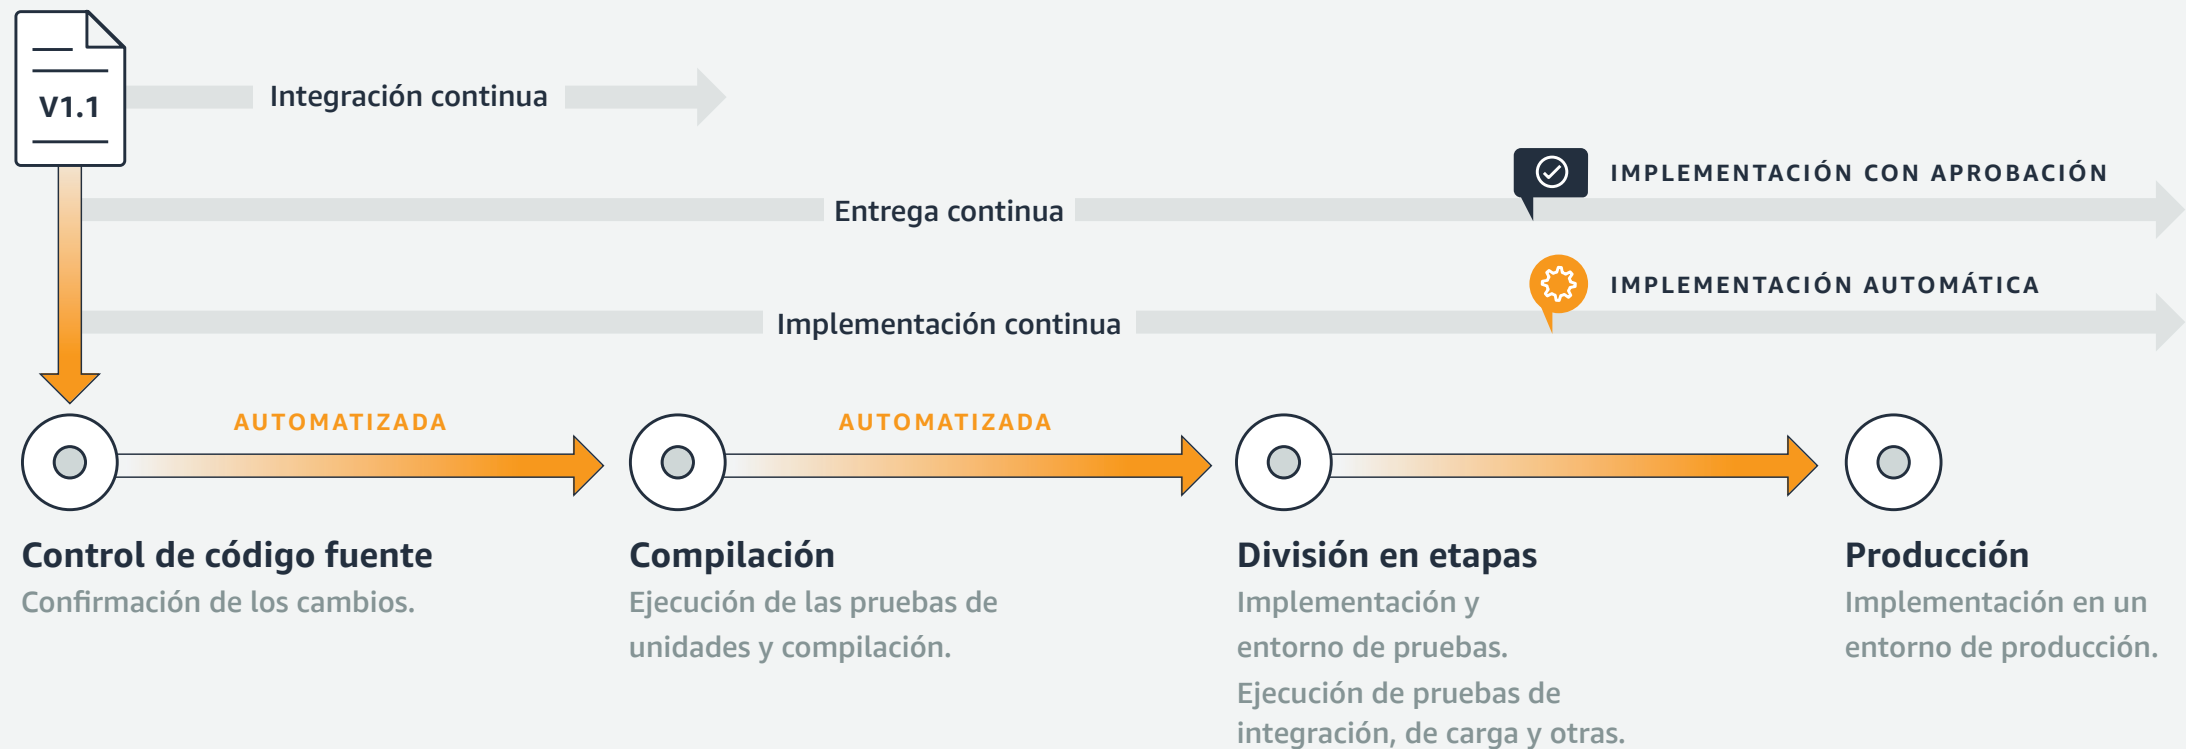 V1.1
Integración continua
IMPLEMENTACIÓN CON APROBACIÓN
Entrega continua
IMPLEMENTACIÓN AUTOMÁTICA
Implementación continua
AUTOMATIZADA
AUTOMATIZADA
Control de código fuente
Confirmación de los cambios.
Compilación
Ejecución de las pruebas de
unidades y compilación.
División en etapas
Implementación y
entorno de pruebas.
Ejecución de pruebas de
integración, de carga y otras.
Producción
Implementación en un
entorno de producción.